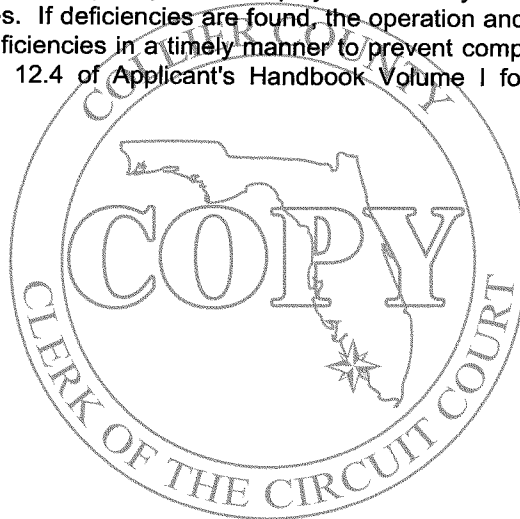 es. If deficiencies are found, the operation and
ficiencies in a timely manner to prevent comp
12.4 of Applicant's Handbook Volume I fo
COLLIER COUNTY
COPY
CLERK OF THE CIRCUIT COURT